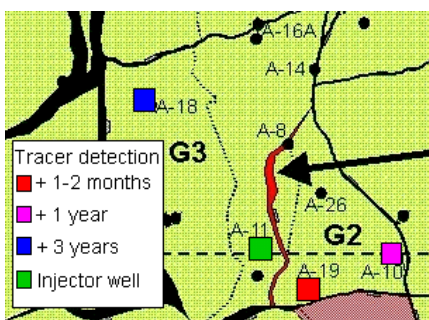 A-16A
A-14
A-18
A-8
G3
Tracer detection
+ 1-2 months
+ 1 year
+ 3 years
Injector well
A-26
A-11
G2
A-19
A-10